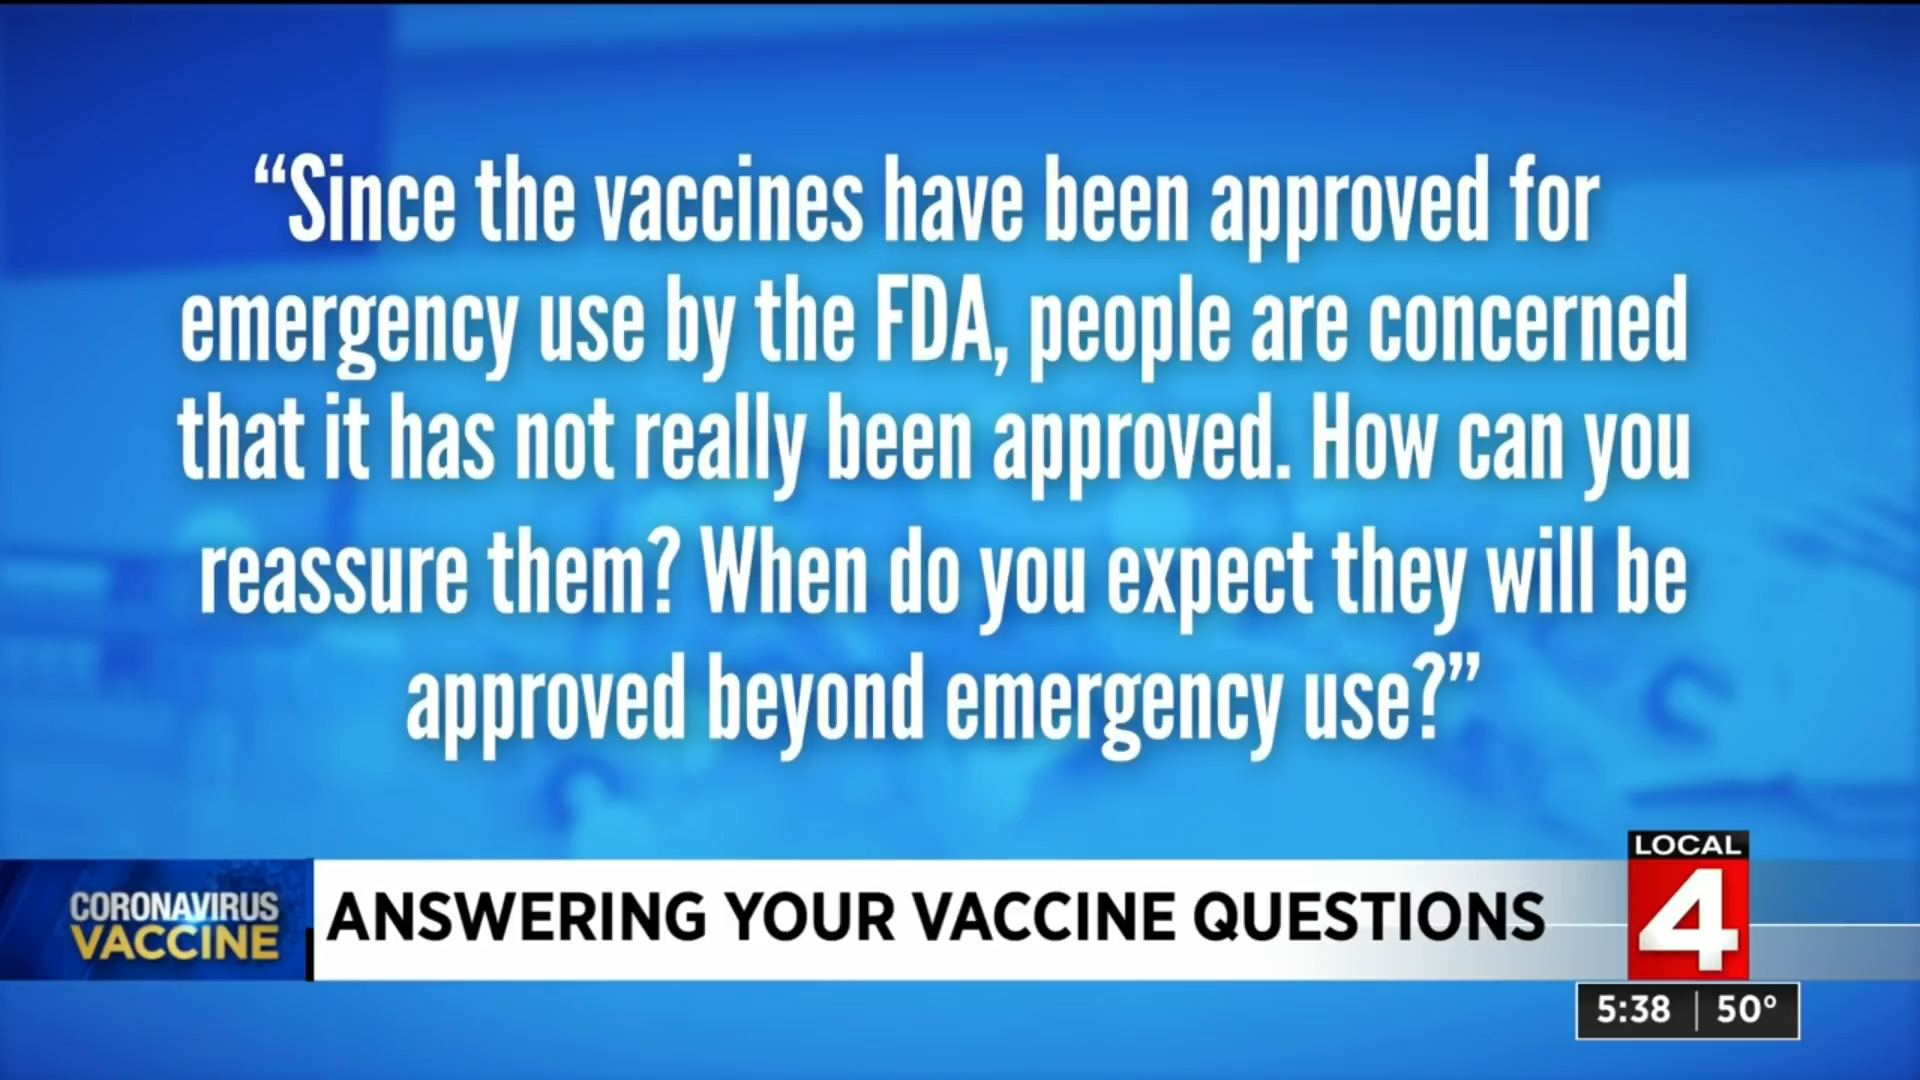 “Since the vaccines have been approved for
emergency use by the FDA, people are concerned
that it has not really been approved. How can you
reassure them? When do you expect they will be
approved beyond emergency use?”
LOCAL
4
CORONAVIRUS
VACCINE
ANSWERING YOUR VACCINE QUESTIONS
5:38 | 50°